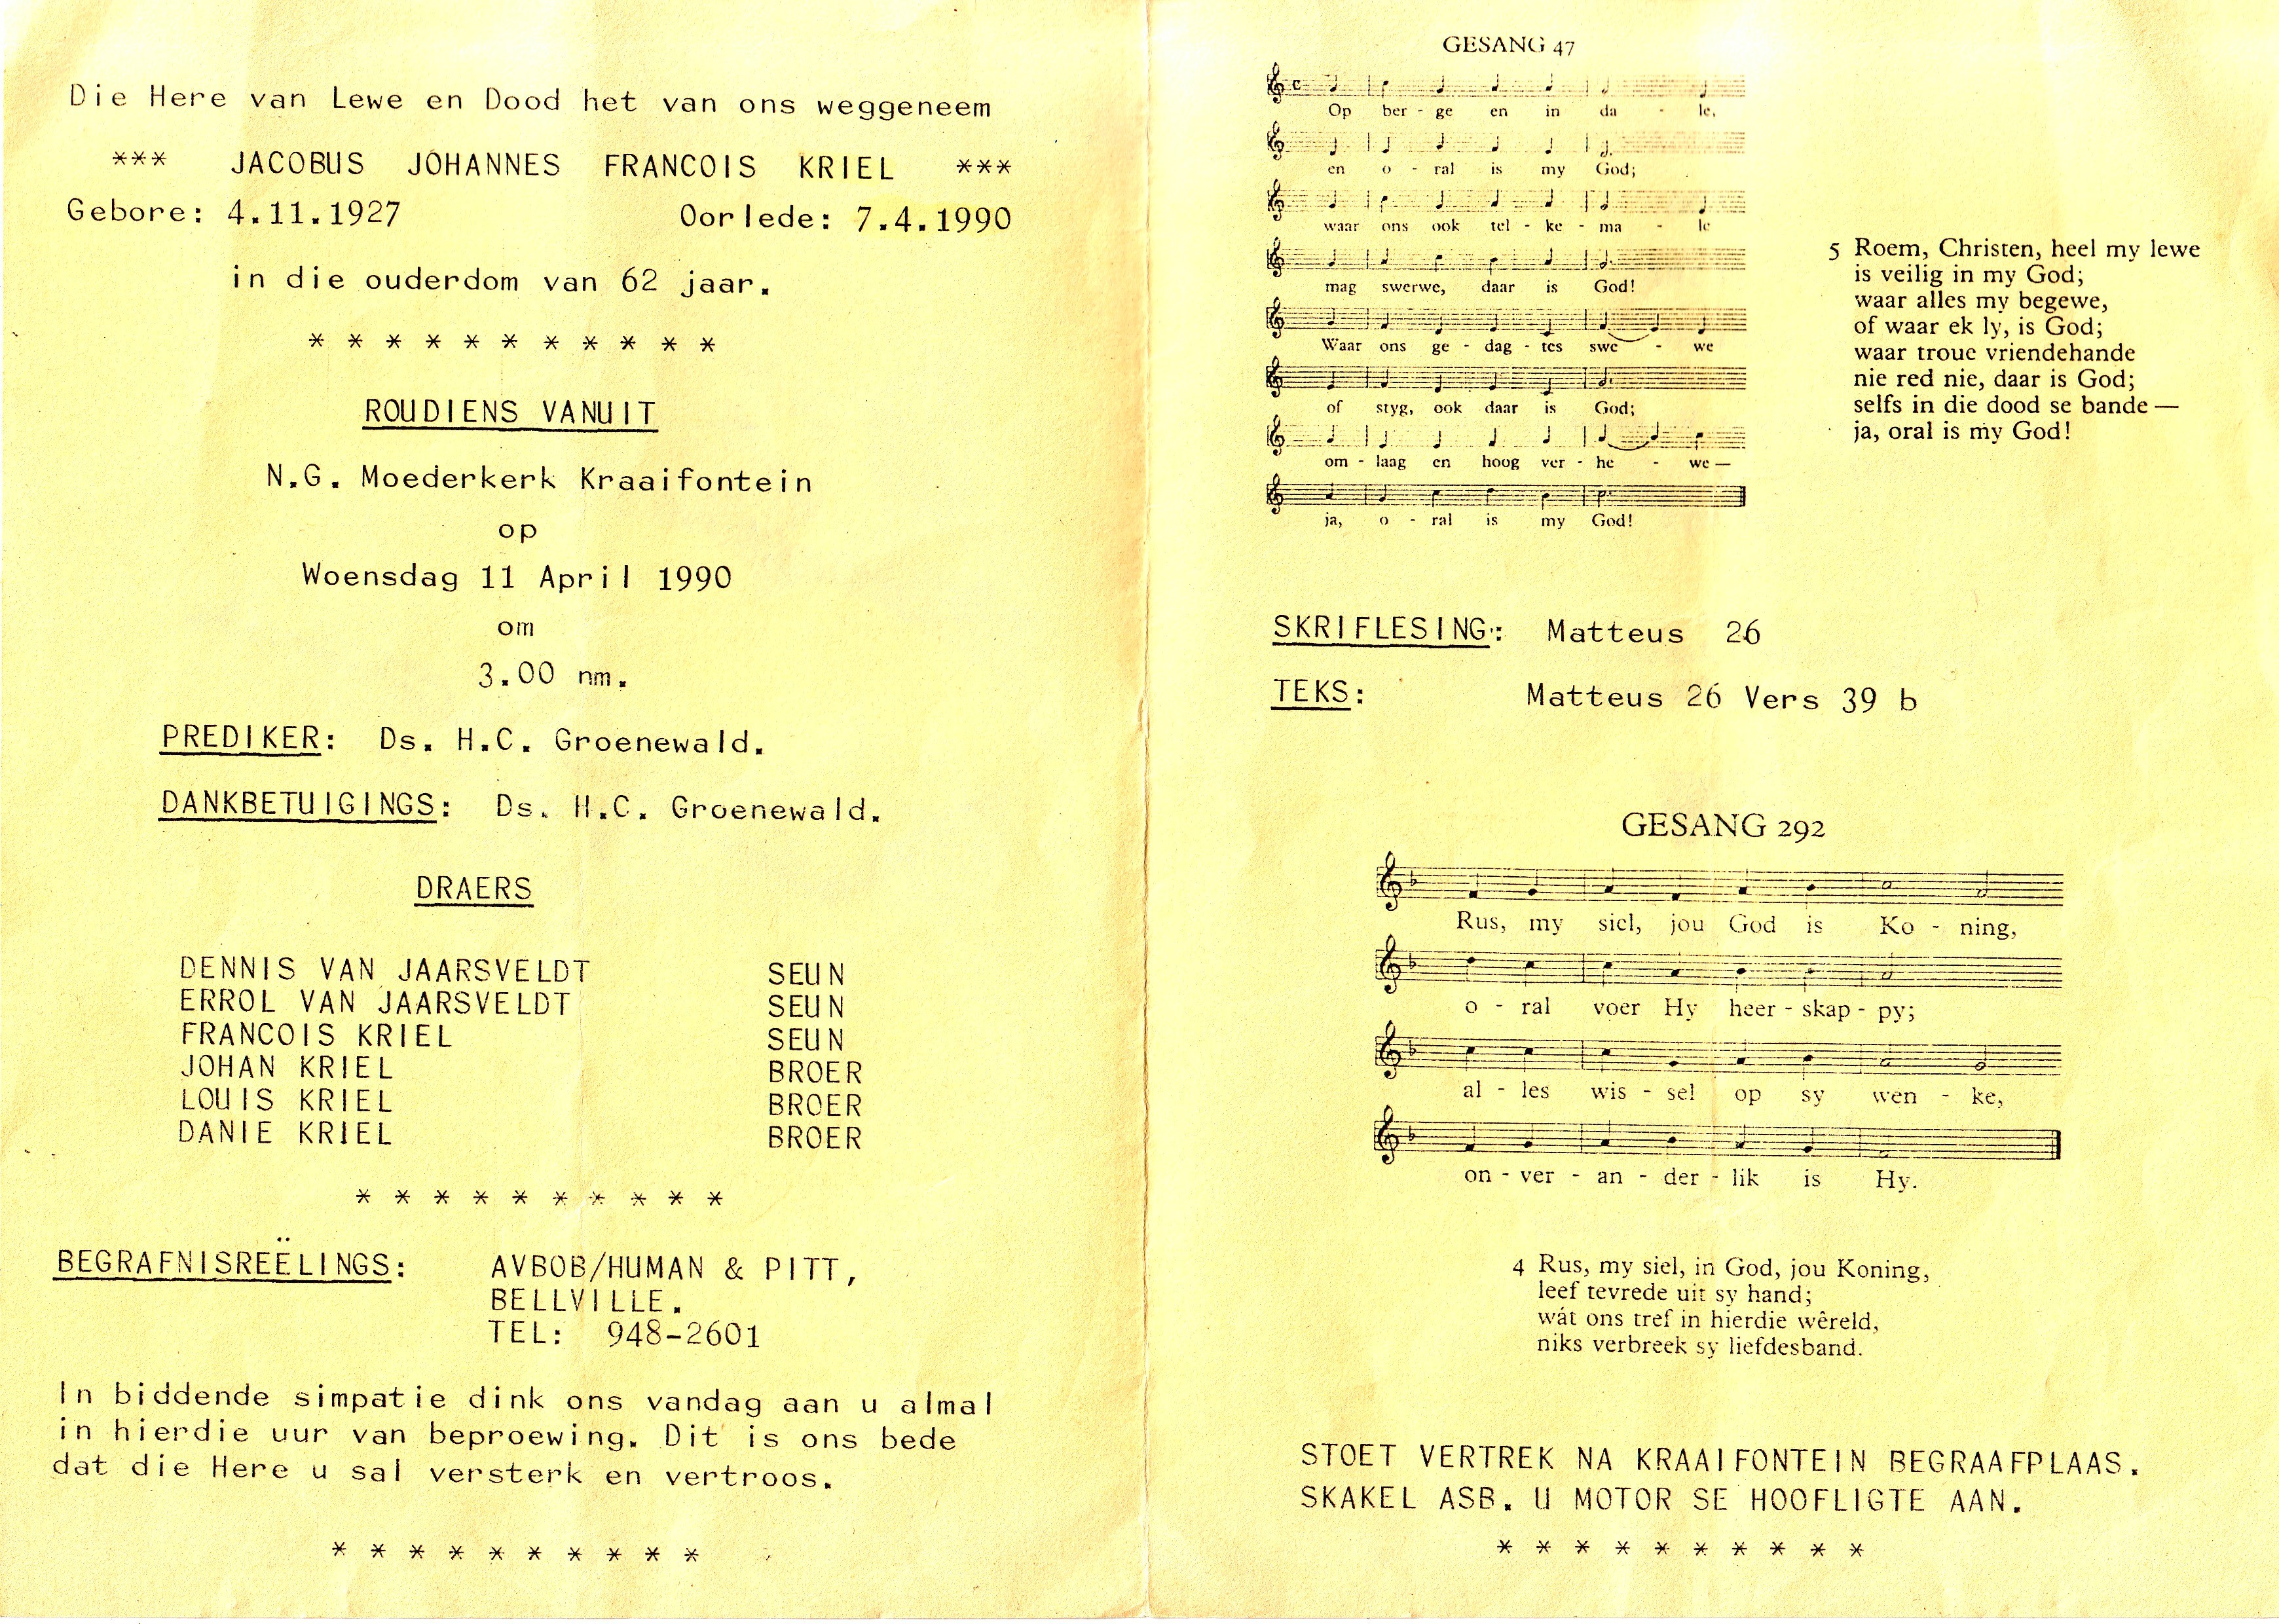 Die Here van Lewe en Dood het van ons weggeneem
*** JACOBUS JOHANNES FRANCOIS KRIEL ***
Gebore: 4.11.1927 Oorlede: 7.4.1990
in die ouderdom van 62 jaar.
* * * * * * * * * * *
ROUDIENS VANUIT
N.G. Moederkerk Kraaifontein
op
Woensdag 11 April 1990
om
3.00 nm.
PREDIKER: Ds. H.C. Groenewald.
DANKBETUIGINGS: Ds. H.C. Groenewald.
DRAERS
DENNIS VAN JAARSVELDT SEUN
ERROL VAN JAARSVELDT SEUN
FRANCOIS KRIEL SEUN
JOHAN KRIEL BROER
LOUIS KRIEL BROER
DANIE KRIEL BROER
* * * * * * * * * *
BEGRAFNISREËLINGS: AVBOB/HUMAN & PITT,
BELLVILLE.
TEL: 948-2601
In biddende simpatie dink ons vandag aan u almal
in hierdie uur van beproewing. Dit is ons bede
dat die Here u sal versterk en vertroos.
* * * * * * * * * *
GESANG 47
Op ber - ge en in da - le,
en o - ral is my God;
waar ons ook tel - ke - ma - le
mag swerwe, daar is God!
Waar ons ge - dag - tes swe - we
of styg, ook daar is God;
om - laag en hoog ver - he - we —
ja, o - ral is my God!
5 Roem, Christen, heel my lewe
is veilig in my God;
waar alles my begewe,
of waar ek ly, is God;
waar troue vriendehande
nie red nie, daar is God;
selfs in die dood se bande —
ja, oral is my God!
SKRIFLESING: Matteus 26
TEKS: Matteus 26 Vers 39 b
GESANG 292
Rus, my siel, jou God is Ko - ning,
o - ral voer Hy heer - skap - py;
al - les wis - sel op sy wen - ke,
on - ver - an - der - lik is Hy.
4 Rus, my siel, in God, jou Koning,
leef tevrede uit sy hand;
wát ons tref in hierdie wêreld,
niks verbreek sy liefdesband.
STOET VERTREK NA KRAAIFONTEIN BEGRAAFPLAAS.
SKAKEL ASB. U MOTOR SE HOOFLIGTE AAN.
* * * * * * * * * *